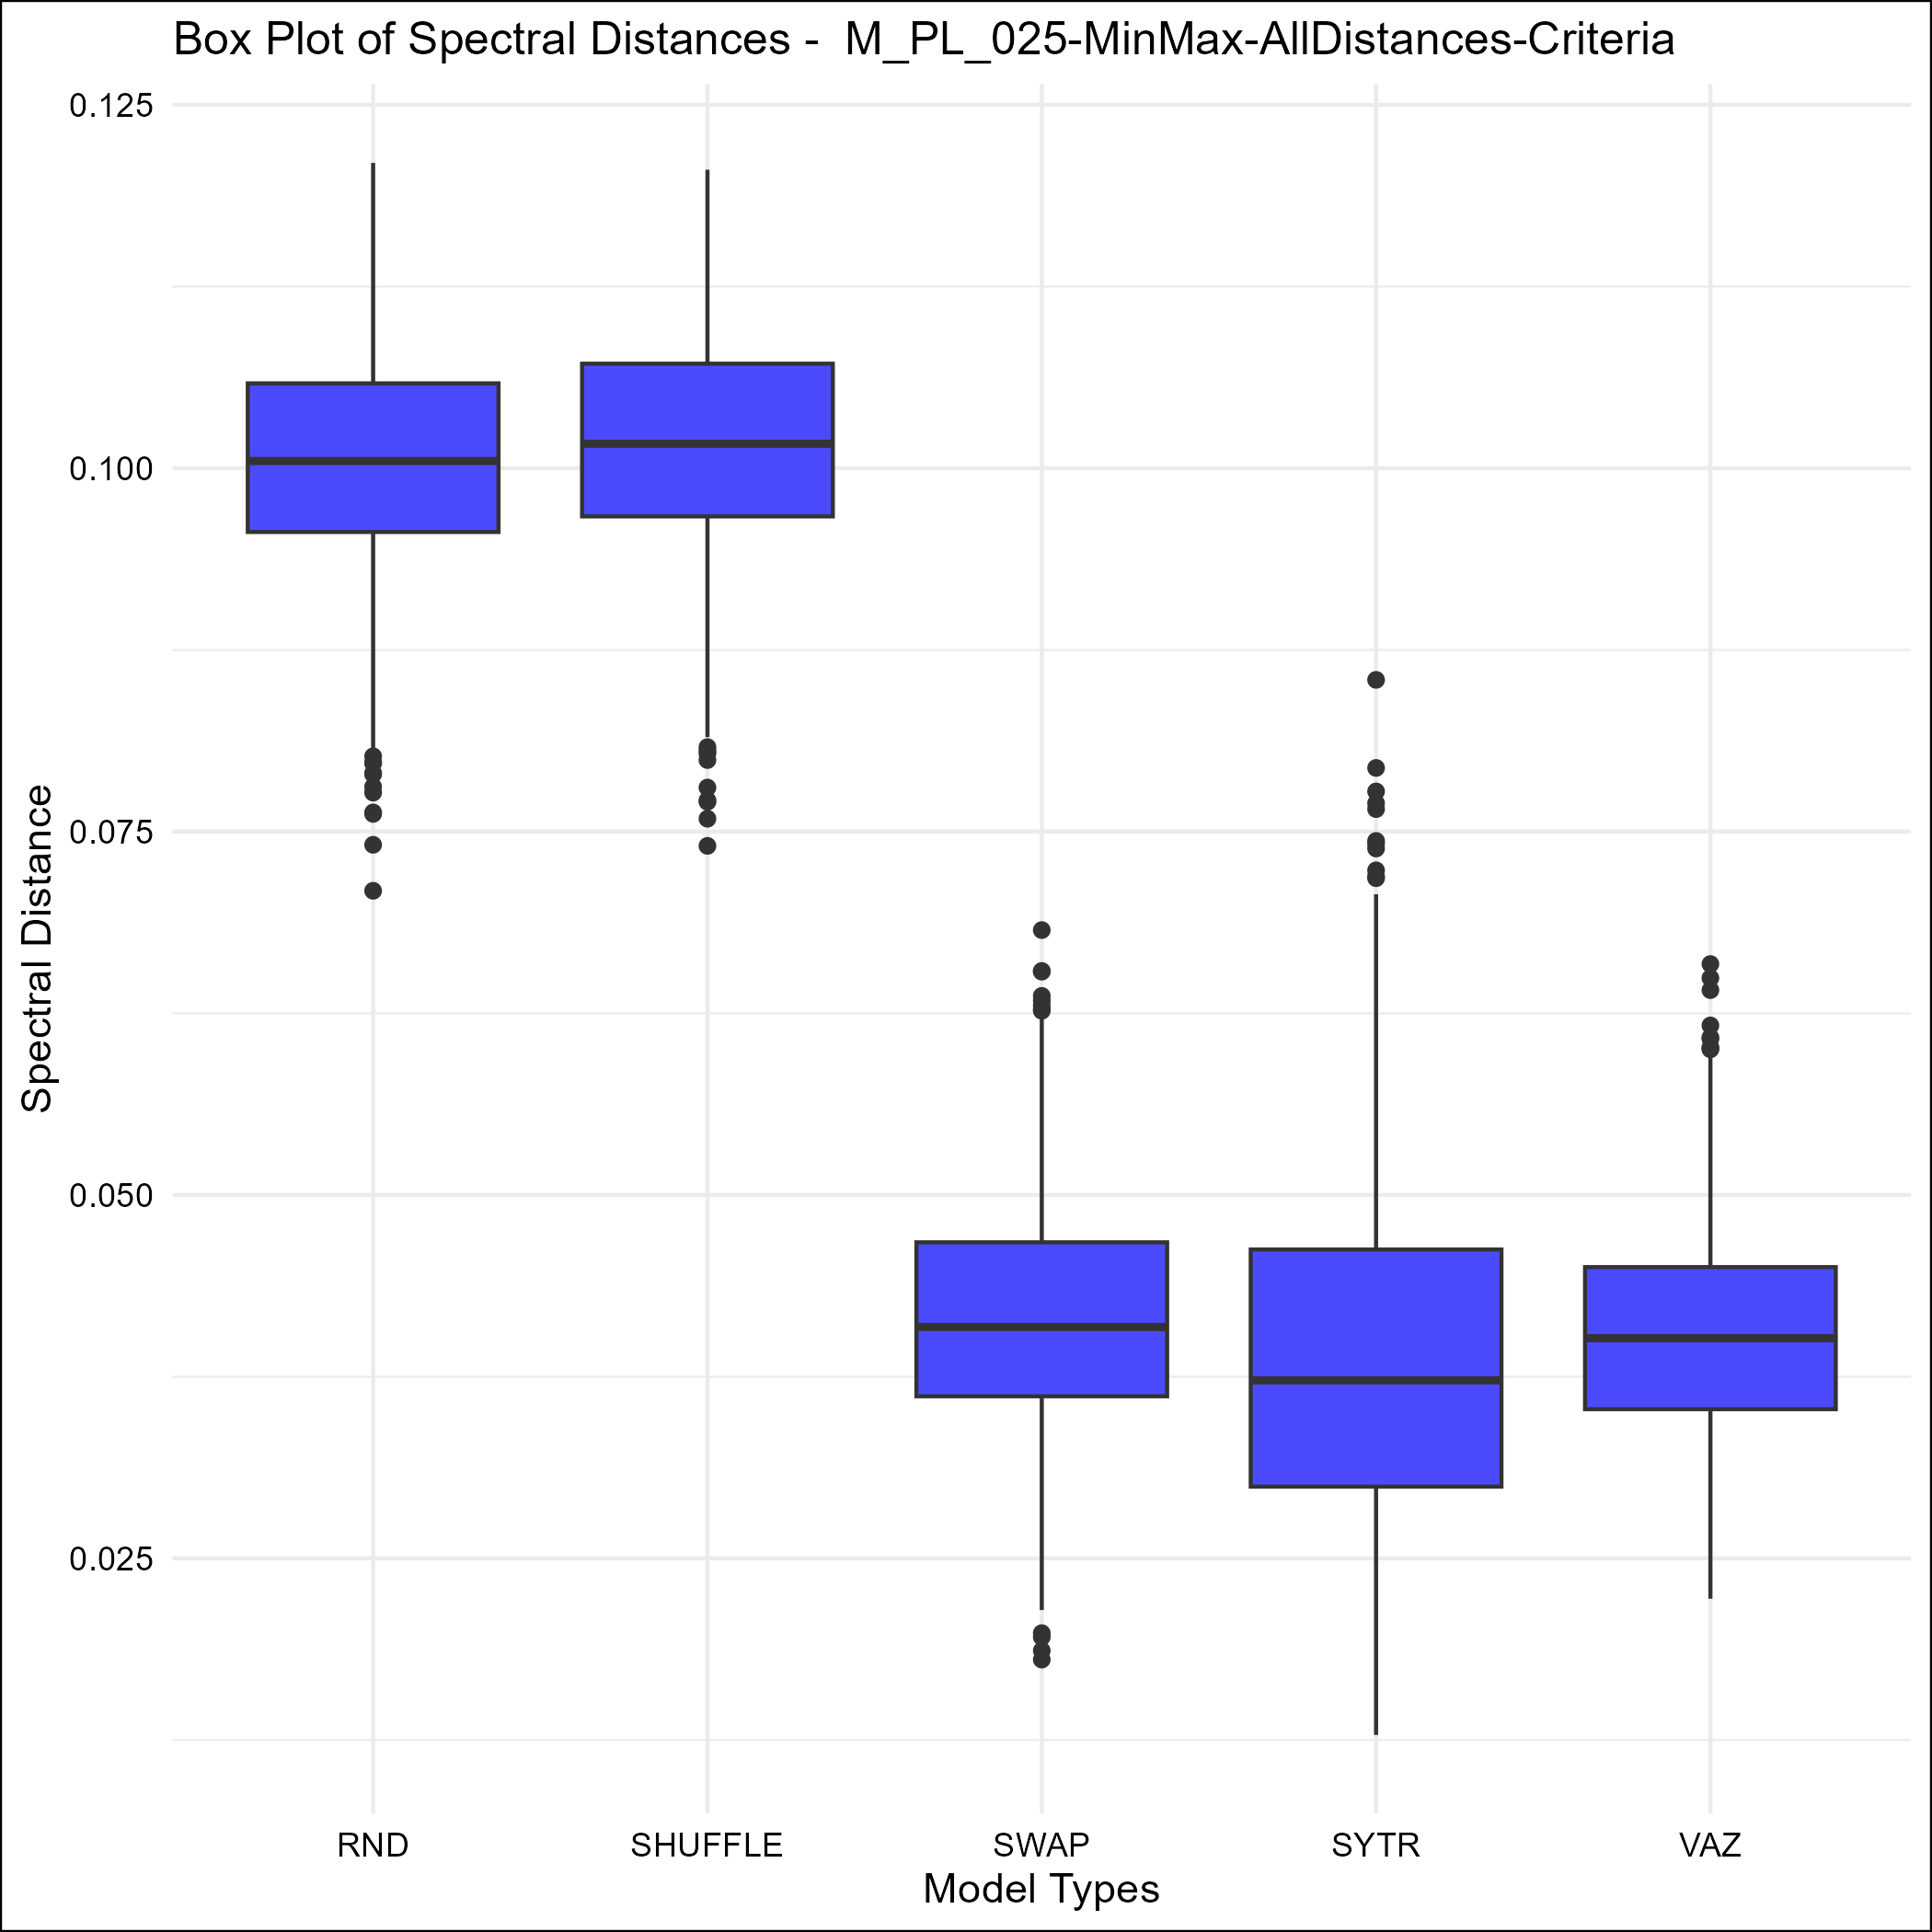 Box Plot of Spectral Distances -  M_PL_025-MinMax-AllDistances-Criteria
0.125
0.100
0.075
0.050
0.025
Spectral Distance
RND SHUFFLE SWAP SYTR VAZ
Model Types